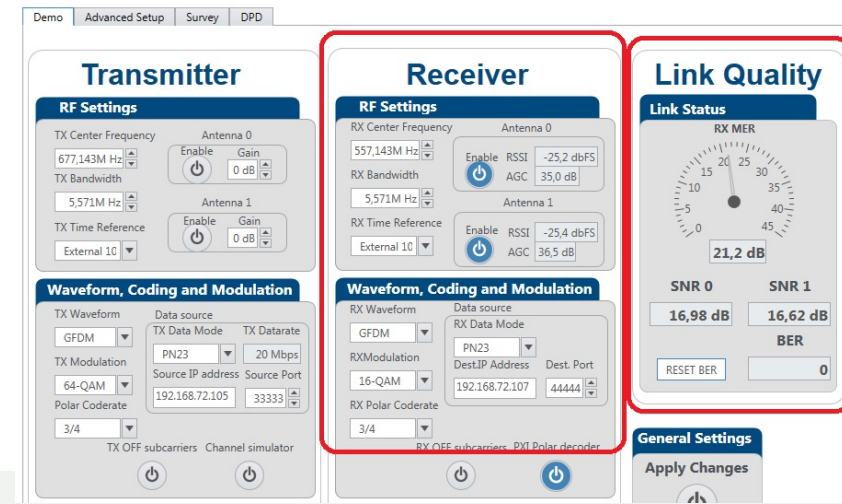 Demo Advanced Setup Survey DPD
Transmitter
RF Settings
TX Center Frequency
677,143M Hz
TX Bandwidth
5,571M Hz
TX Time Reference
External 10
Antenna 0
Enable Gain
0 dB
Antenna 1
Enable Gain
0 dB
Waveform, Coding and Modulation
TX Waveform
GFDM
TX Modulation
64-QAM
Polar Coderate
3/4
Data source
TX Data Mode TX Datarate
PN23 20 Mbps
Source IP address Source Port
192.168.72.105 33333
TX OFF subcarriers Channel simulator
Receiver
RF Settings
RX Center Frequency
557,143M Hz
RX Bandwidth
5,571M Hz
RX Time Reference
External 10
Antenna 0
Enable RSSI -25,2 dbFS
AGC 35,0 dB
Antenna 1
Enable RSSI -25,4 dbFS
AGC 36,5 dB
Waveform, Coding and Modulation
RX Waveform
GFDM
RXModulation
16-QAM
RX Polar Coderate
3/4
Data source
RX Data Mode
PN23
Dest.IP Address Dest. Port
192.168.72.107 44444
RX OFF subcarriers PXI Polar decoder
Link Quality
Link Status
RX MER
0 5 10 15 20 25 30 35 40 45
21,2 dB
SNR 0 SNR 1
16,98 dB 16,62 dB
BER
RESET BER 0
General Settings
Apply Changes